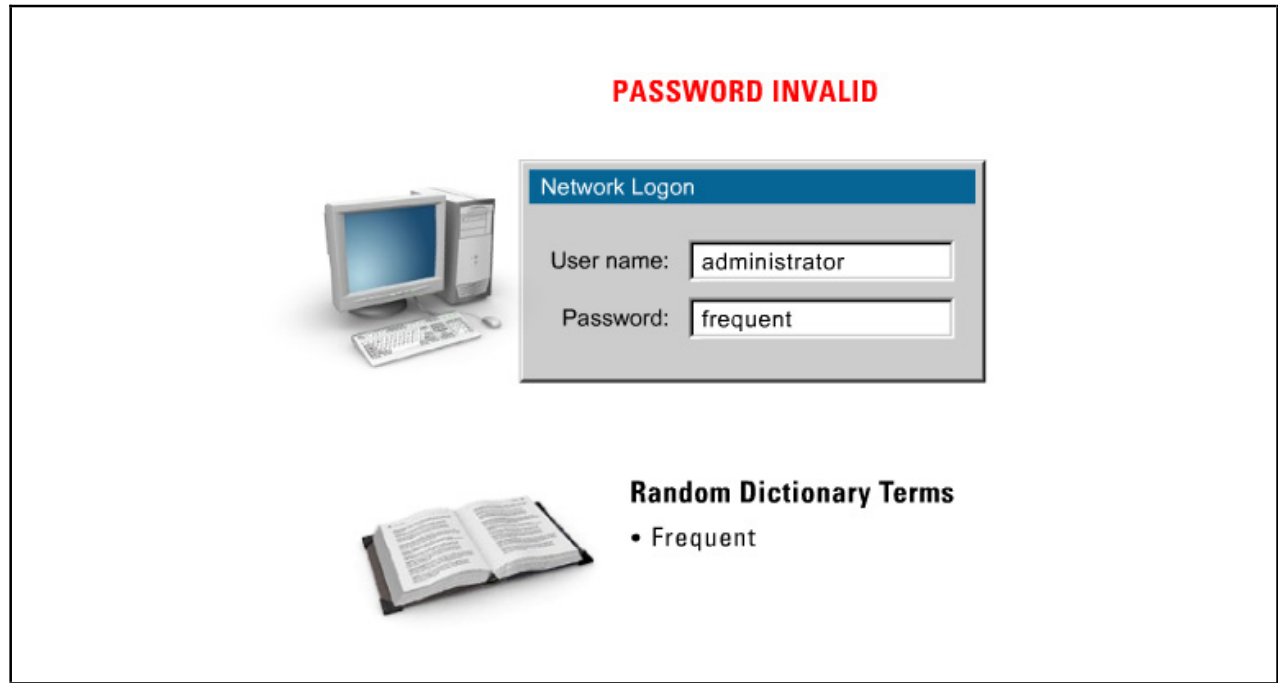 PASSWORD INVALID
Network Logon
User name: administrator
Password: frequent
Random Dictionary Terms
• Frequent